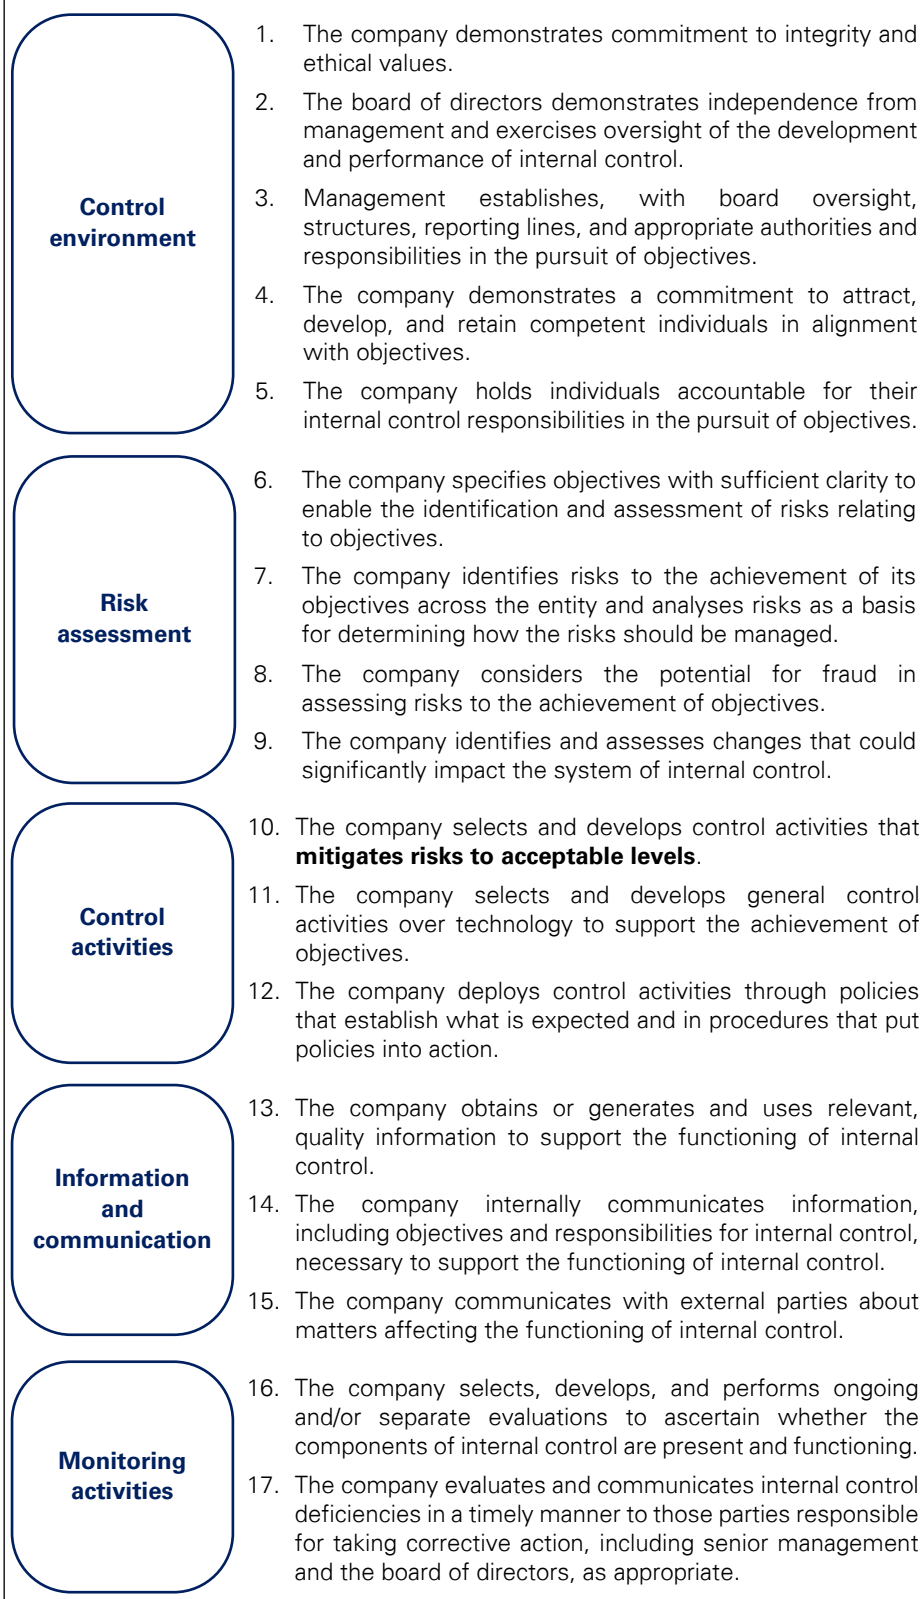 Control
environment
1. The company demonstrates commitment to integrity and
ethical values.
2. The board of directors demonstrates independence from
management and exercises oversight of the development
and performance of internal control.
3. Management establishes, with board oversight,
structures, reporting lines, and appropriate authorities and
responsibilities in the pursuit of objectives.
4. The company demonstrates a commitment to attract,
develop, and retain competent individuals in alignment
with objectives.
5. The company holds individuals accountable for their
internal control responsibilities in the pursuit of objectives.
Risk
assessment
6. The company specifies objectives with sufficient clarity to
enable the identification and assessment of risks relating
to objectives.
7. The company identifies risks to the achievement of its
objectives across the entity and analyses risks as a basis
for determining how the risks should be managed.
8. The company considers the potential for fraud in
assessing risks to the achievement of objectives.
9. The company identifies and assesses changes that could
significantly impact the system of internal control.
Control
activities
10. The company selects and develops control activities that
mitigates risks to acceptable levels.
11. The company selects and develops general control
activities over technology to support the achievement of
objectives.
12. The company deploys control activities through policies
that establish what is expected and in procedures that put
policies into action.
Information
and
communication
13. The company obtains or generates and uses relevant,
quality information to support the functioning of internal
control.
14. The company internally communicates information,
including objectives and responsibilities for internal control,
necessary to support the functioning of internal control.
15. The company communicates with external parties about
matters affecting the functioning of internal control.
Monitoring
activities
16. The company selects, develops, and performs ongoing
and/or separate evaluations to ascertain whether the
components of internal control are present and functioning.
17. The company evaluates and communicates internal control
deficiencies in a timely manner to those parties responsible
for taking corrective action, including senior management
and the board of directors, as appropriate.